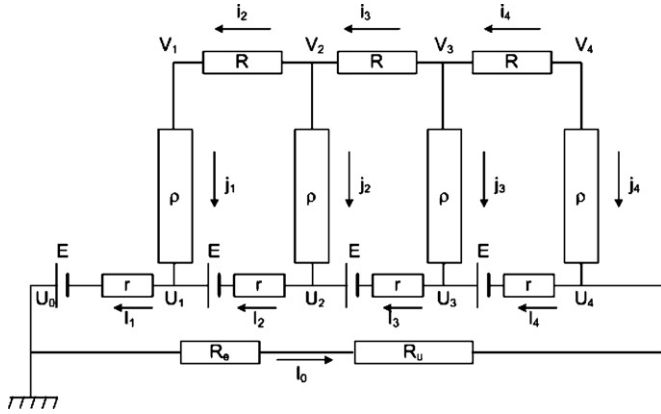 i₂ i₃ i₄
V₁ V₂ V₃ V₄
R R R
ρ j₁ ρ j₂ ρ j₃ ρ j₄
E E E E
r r r r
U₀ U₁ U₂ U₃ U₄
I₁ I₂ I₃ I₄
Rₑ Rᵤ
I₀